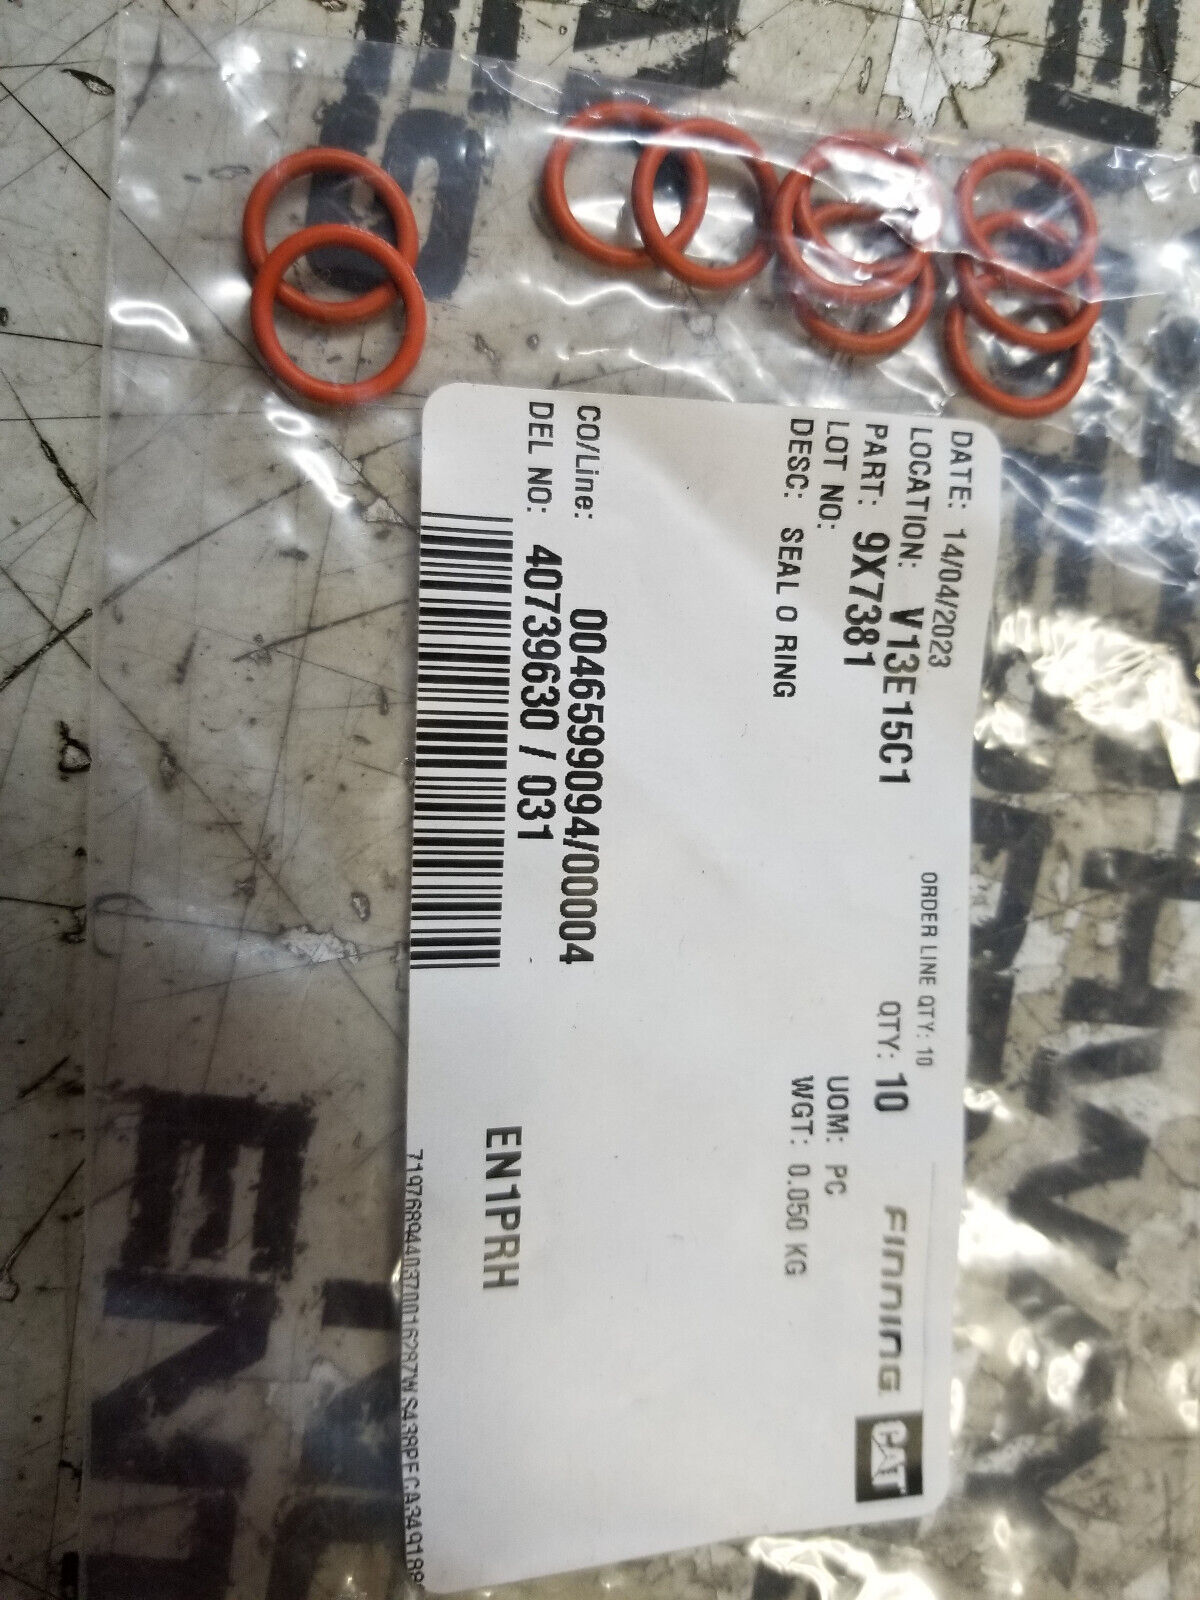 DATE: 14/04/2023
LOCATION: V13E15C1
ORDER LINE QTY: 10
PART: 9X7381
QTY: 10
FINNING CAT
LOT NO:
UOM: PC
DESC: SEAL O RING
WGT: 0.050 KG
CO/Line: 0046599094/00004
DEL NO: 40739630 / 031
EN1PRH